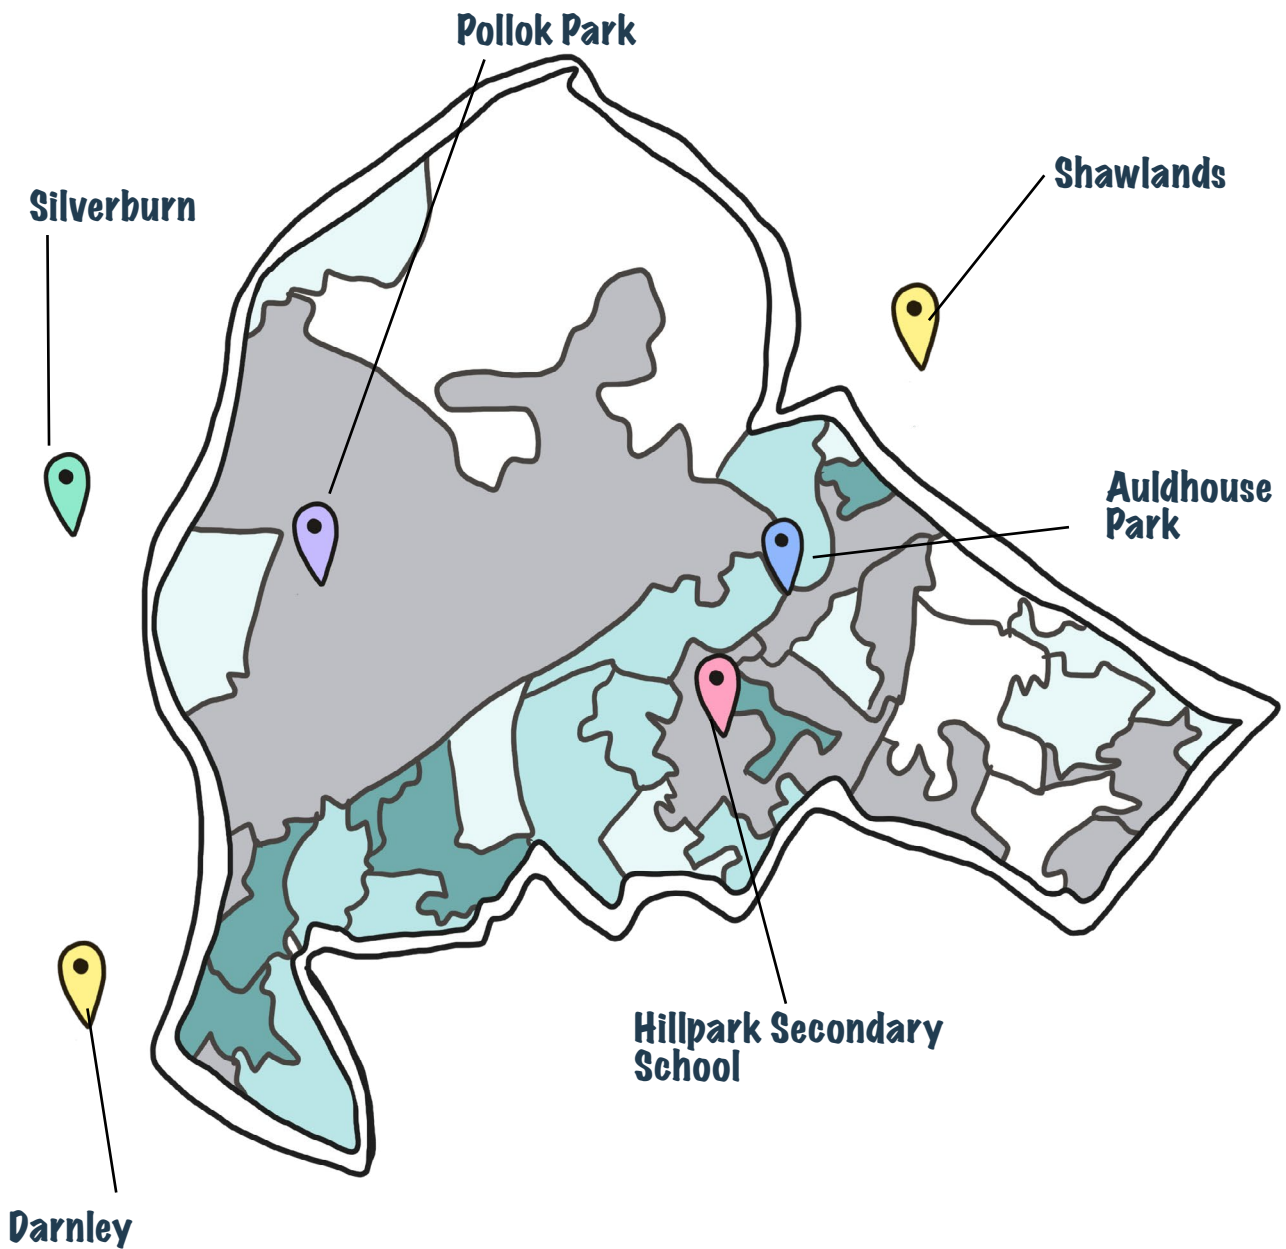 Pollok Park
Shawlands
Silverburn
Auldhouse
Park
Hillpark Secondary
School
Darnley